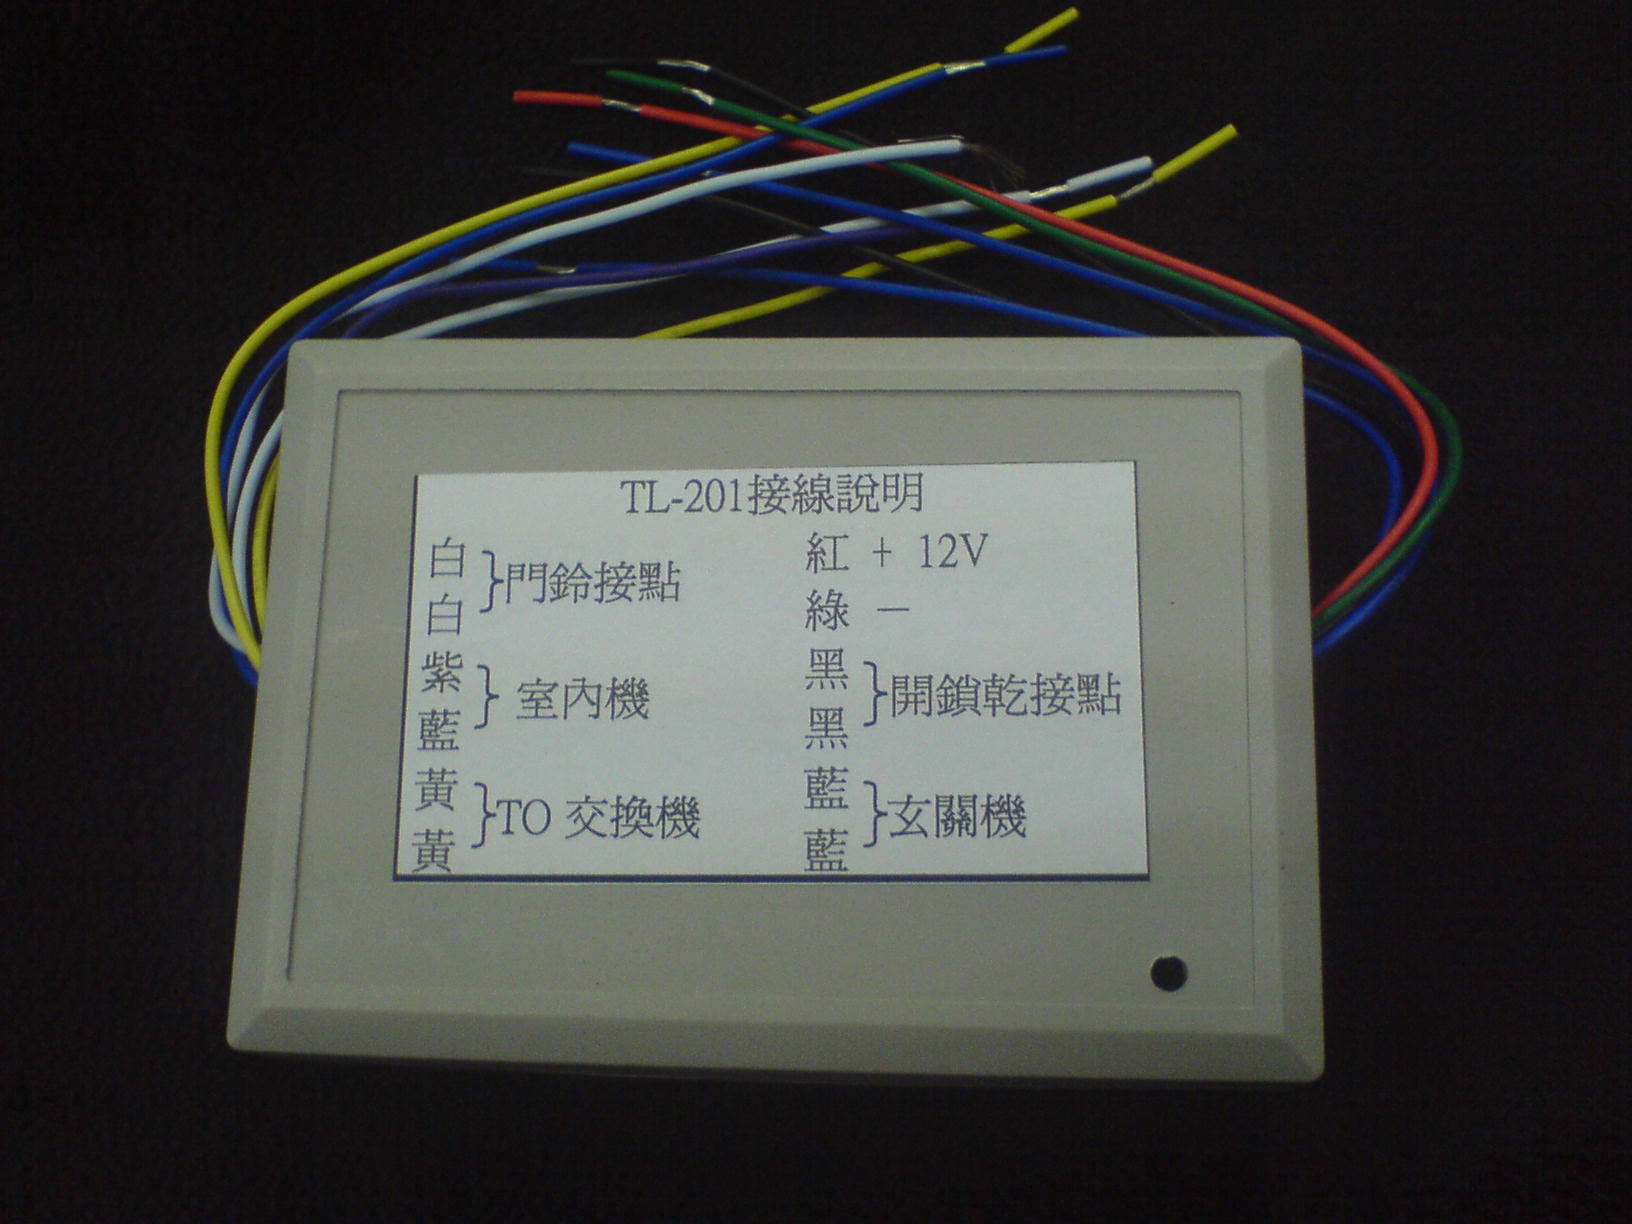 TL-201接線說明
白
白
}門鈴接點
紫
藍
}室內機
黃
黃
}TO 交換機
紅 + 12V
綠 －
黑
黑
}開鎖乾接點
藍
藍
}玄關機